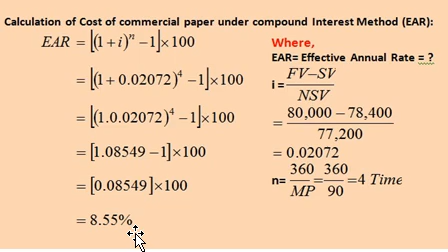 Calculation of Cost of commercial paper under compound Interest Method (EAR):
EAR = [(1+i)^n −1]×100
= [(1+0.02072)^4 −1]×100
= [(1.0.02072)^4 −1]×100
= [1.08549 −1]×100
= [0.08549]×100
= 8.55%
Where,
EAR= Effective Annual Rate = ?
i = FV−SV / NSV
= 80,000 − 78,400 / 77,200
= 0.02072
n= 360/MP = 360/90 = 4 Time